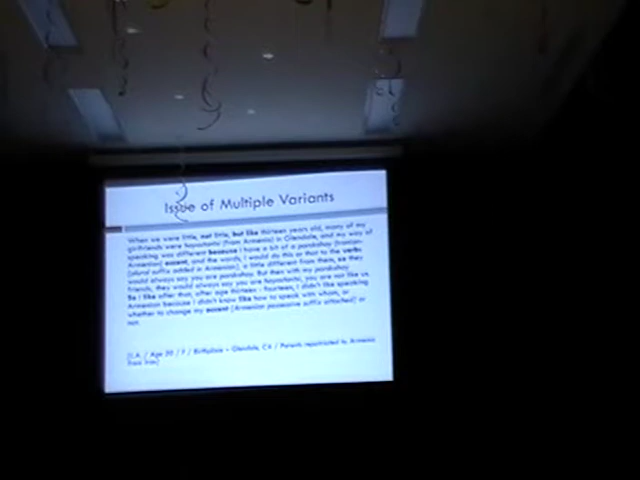 Issue of Multiple Variants
When we were little, not little, but like thirteen years old, many of my
girlfriends were hayastantsi (from Armenia) in Glendale, and my way of
speaking was different because I have a bit of a parskahay (Iranian-
Armenian) accent, and the words, I would do this or that to the verbs
(plural suffix added in Armenian), a little different from them, so they
would always say you are parskahay. But then with my parskahay
friends, they would always say you are hayastantsi, you are not like us.
So I like after that, after age thirteen - fourteen, I didn't like speaking
Armenian because I didn't know like how to speak with whom, or
whether to change my accent (Armenian possessive suffix attached) or
not.
/ Age 20 / F / Birthplace – Glendale, CA / Parents repatriated to Armenia
from Iran)